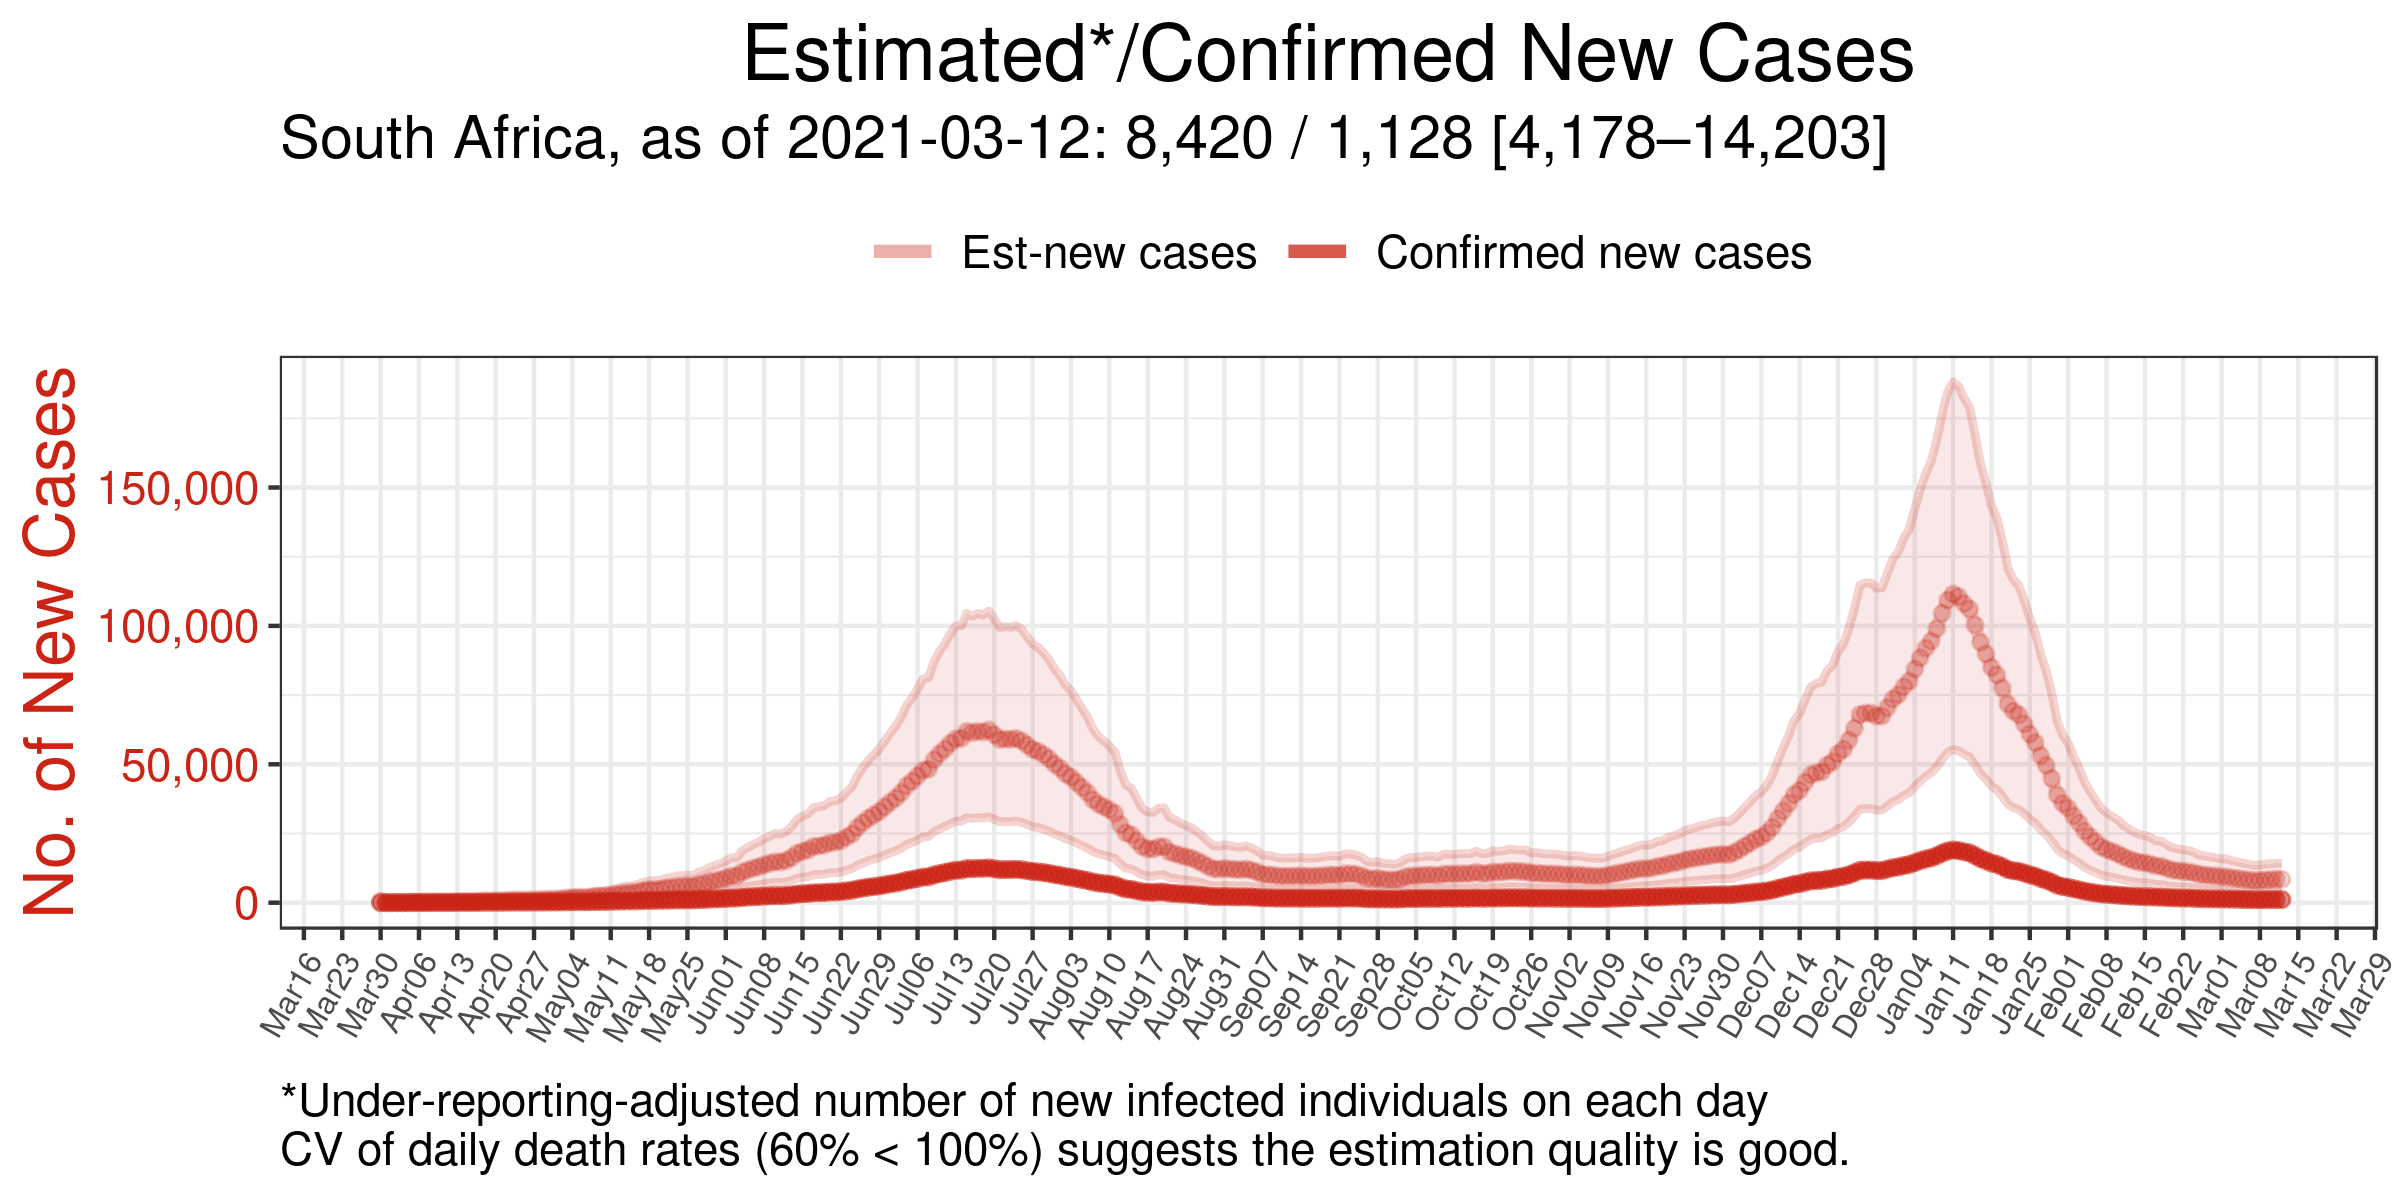 Estimated*/Confirmed New Cases
South Africa, as of 2021-03-12: 8,420 / 1,128 [4,178–14,203]
Est-new cases Confirmed new cases
No. of New Cases
150,000
100,000
50,000
0
Mar16 Mar23 Mar30 Apr06 Apr13 Apr20 Apr27 May04 May11 May18 May25 Jun01 Jun08 Jun15 Jun22 Jun29 Jul06 Jul13 Jul20 Jul27 Aug03 Aug10 Aug17 Aug24 Aug31 Sep07 Sep14 Sep21 Sep28 Oct05 Oct12 Oct19 Oct26 Nov02 Nov09 Nov16 Nov23 Nov30 Dec07 Dec14 Dec21 Dec28 Jan04 Jan11 Jan18 Jan25 Feb01 Feb08 Feb15 Feb22 Mar01 Mar08 Mar15 Mar22 Mar29
*Under-reporting-adjusted number of new infected individuals on each day
CV of daily death rates (60% < 100%) suggests the estimation quality is good.